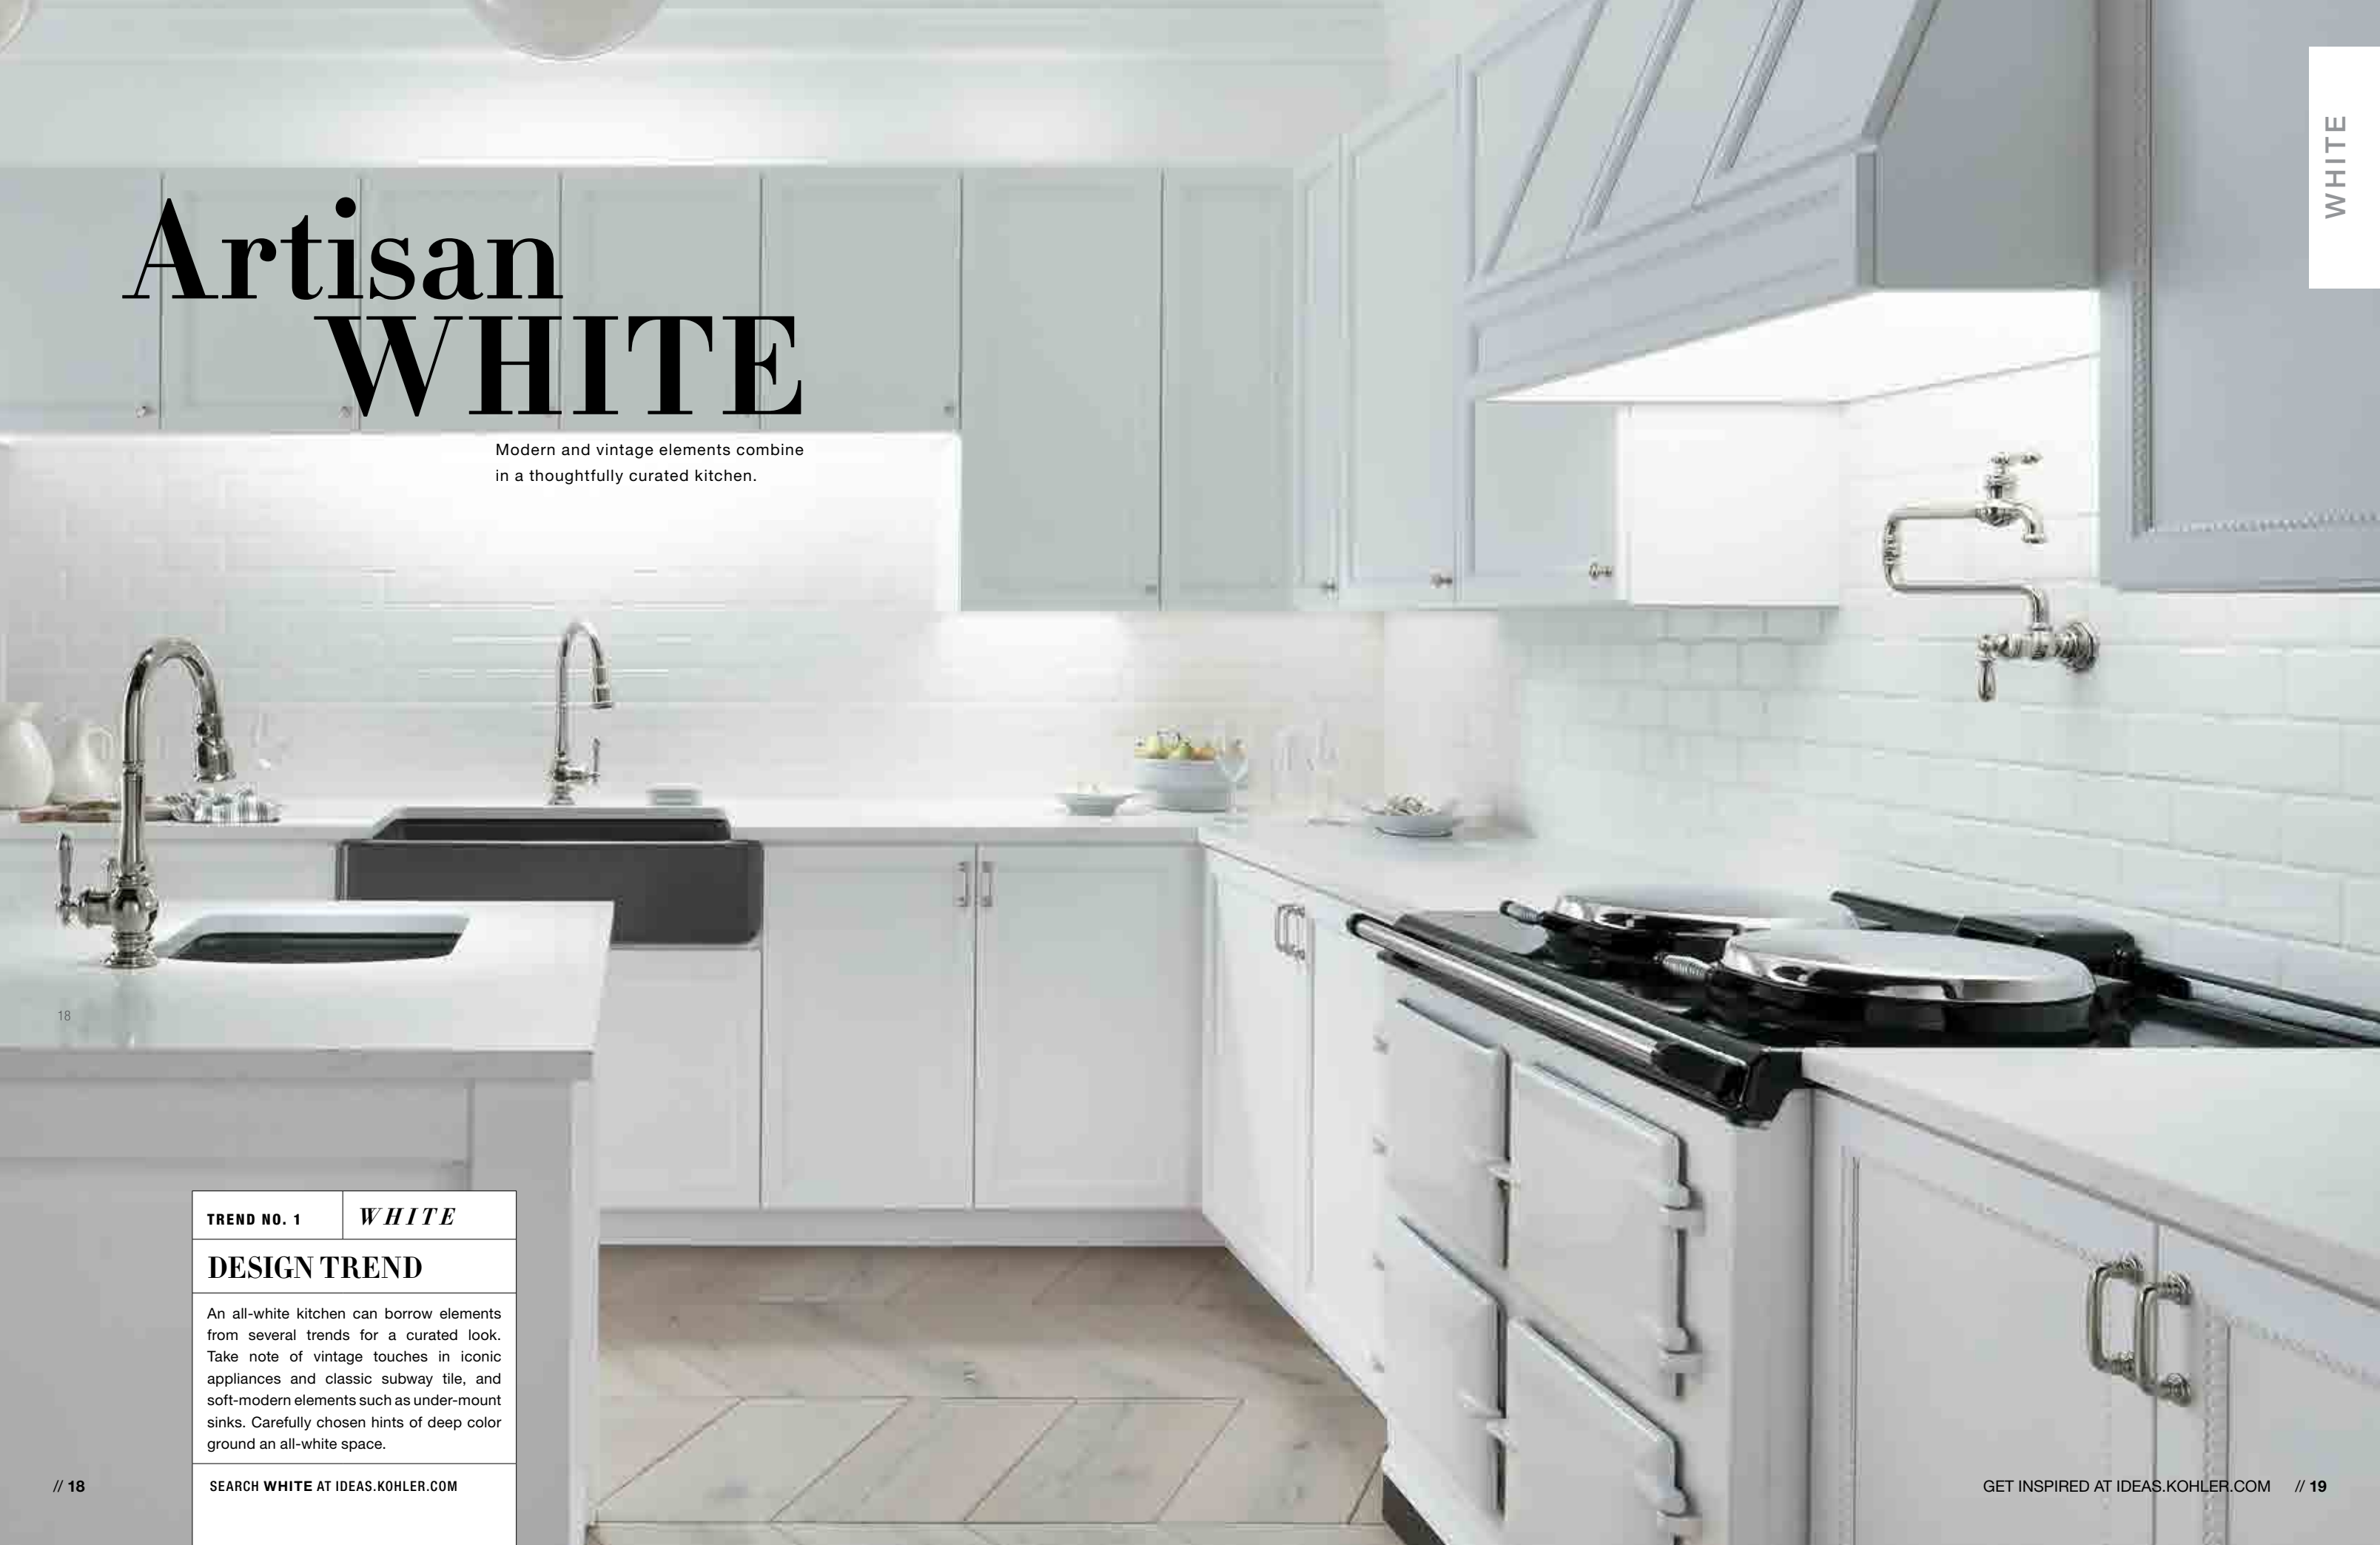 WHITE
Artisan
WHITE
Modern and vintage elements combine
in a thoughtfully curated kitchen.
18
TREND NO. 1
WHITE
DESIGN TREND
An all-white kitchen can borrow elements
from several trends for a curated look.
Take note of vintage touches in iconic
appliances and classic subway tile, and
soft-modern elements such as under-mount
sinks. Carefully chosen hints of deep color
ground an all-white space.
SEARCH WHITE AT IDEAS.KOHLER.COM
// 18
GET INSPIRED AT IDEAS.KOHLER.COM // 19